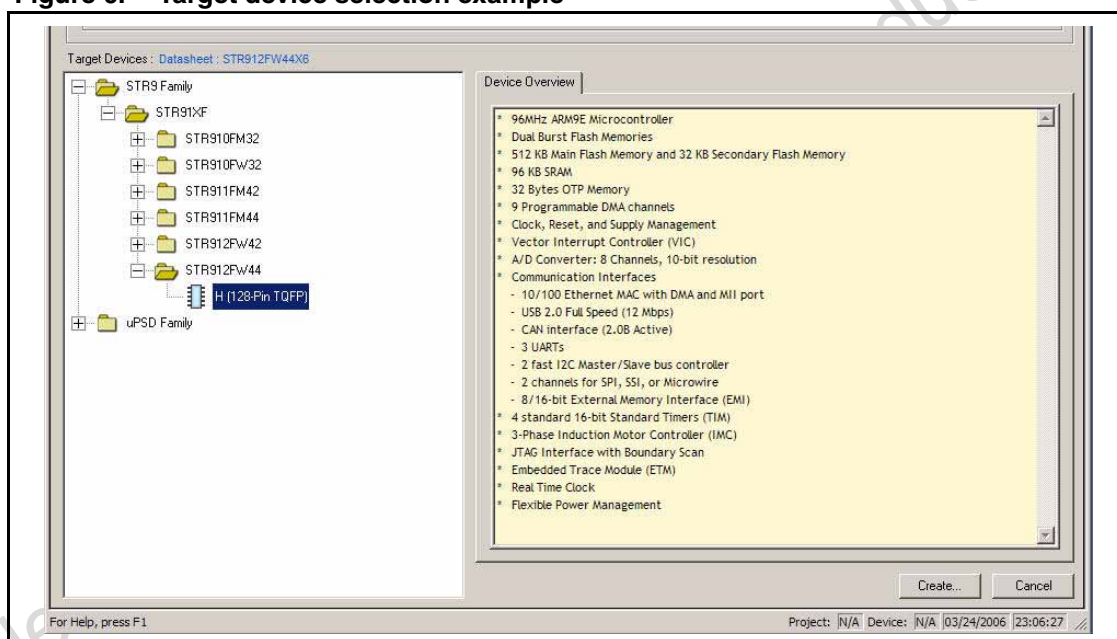 Target device selection example
Target Devices : Datasheet : STR912FW44X6
STR9 Family
STR91XF
STR910FM32
STR910FW32
STR911FM42
STR911FM44
STR912FW42
STR912FW44
H (128-Pin TQFP)
uPSD Family
Device Overview
* 96MHz ARM9E Microcontroller
* Dual Burst Flash Memories
* 512 KB Main Flash Memory and 32 KB Secondary Flash Memory
* 96 KB SRAM
* 32 Bytes OTP Memory
* 9 Programmable DMA channels
* Clock, Reset, and Supply Management
* Vector Interrupt Controller (VIC)
* A/D Converter: 8 Channels, 10-bit resolution
* Communication Interfaces
- 10/100 Ethernet MAC with DMA and MII port
- USB 2.0 Full Speed (12 Mbps)
- CAN interface (2.0B Active)
- 3 UARTs
- 2 fast I2C Master/Slave bus controller
- 2 channels for SPI, SSI, or Microwire
- 8/16-bit External Memory Interface (EMI)
* 4 standard 16-bit Standard Timers (TIM)
* 3-Phase Induction Motor Controller (IMC)
* JTAG Interface with Boundary Scan
* Embedded Trace Module (ETM)
* Real Time Clock
* Flexible Power Management
Create... Cancel
For Help, press F1 Project: N/A Device: N/A 03/24/2006 23:06:27